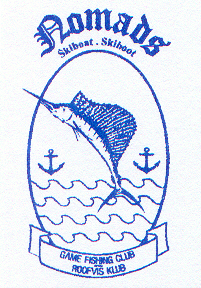 Nomads
Skiboat . Skiboot
GAME FISHING CLUB
ROOFVIS KLUB